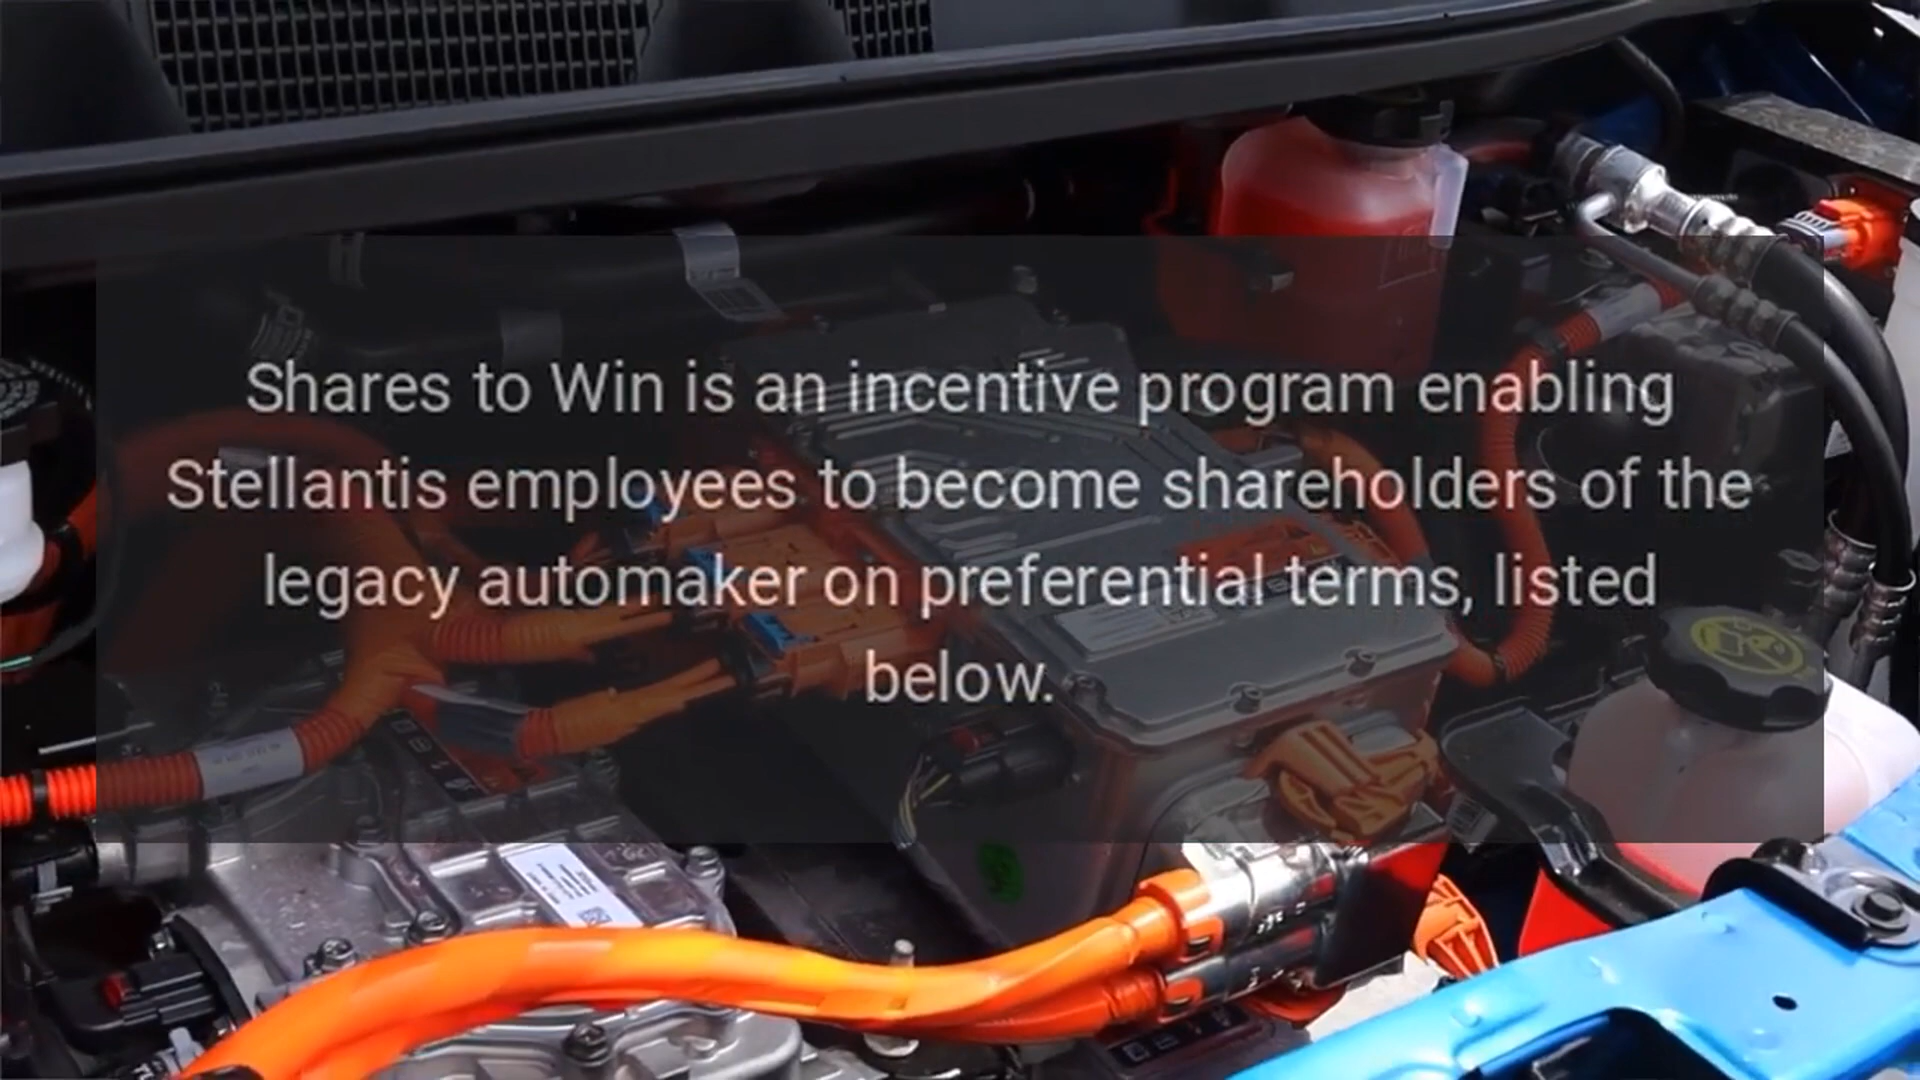 Shares to Win is an incentive program enabling
Stellantis employees to become shareholders of the
legacy automaker on preferential terms, listed
below.